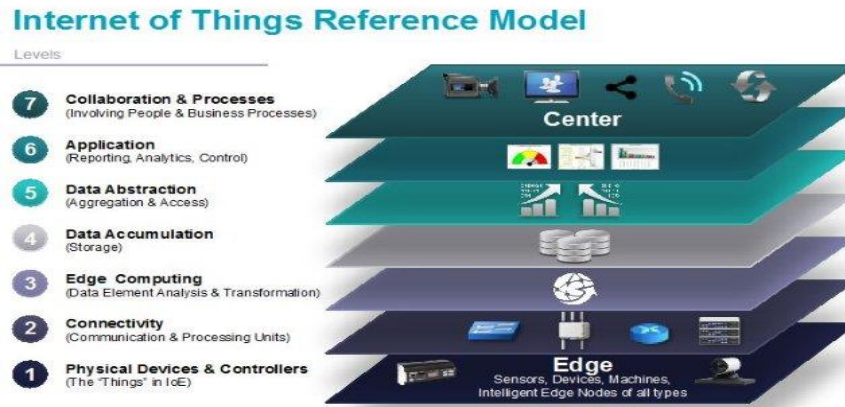 Internet of Things Reference Model
Levels
7 Collaboration & Processes
(Involving People & Business Processes)
6 Application
(Reporting, Analytics, Control)
5 Data Abstraction
(Aggregation & Access)
4 Data Accumulation
(Storage)
3 Edge Computing
(Data Element Analysis & Transformation)
2 Connectivity
(Communication & Processing Units)
1 Physical Devices & Controllers
(The "Things" in IoE)
Center
Edge
Sensors, Devices, Machines,
Intelligent Edge Nodes of all types